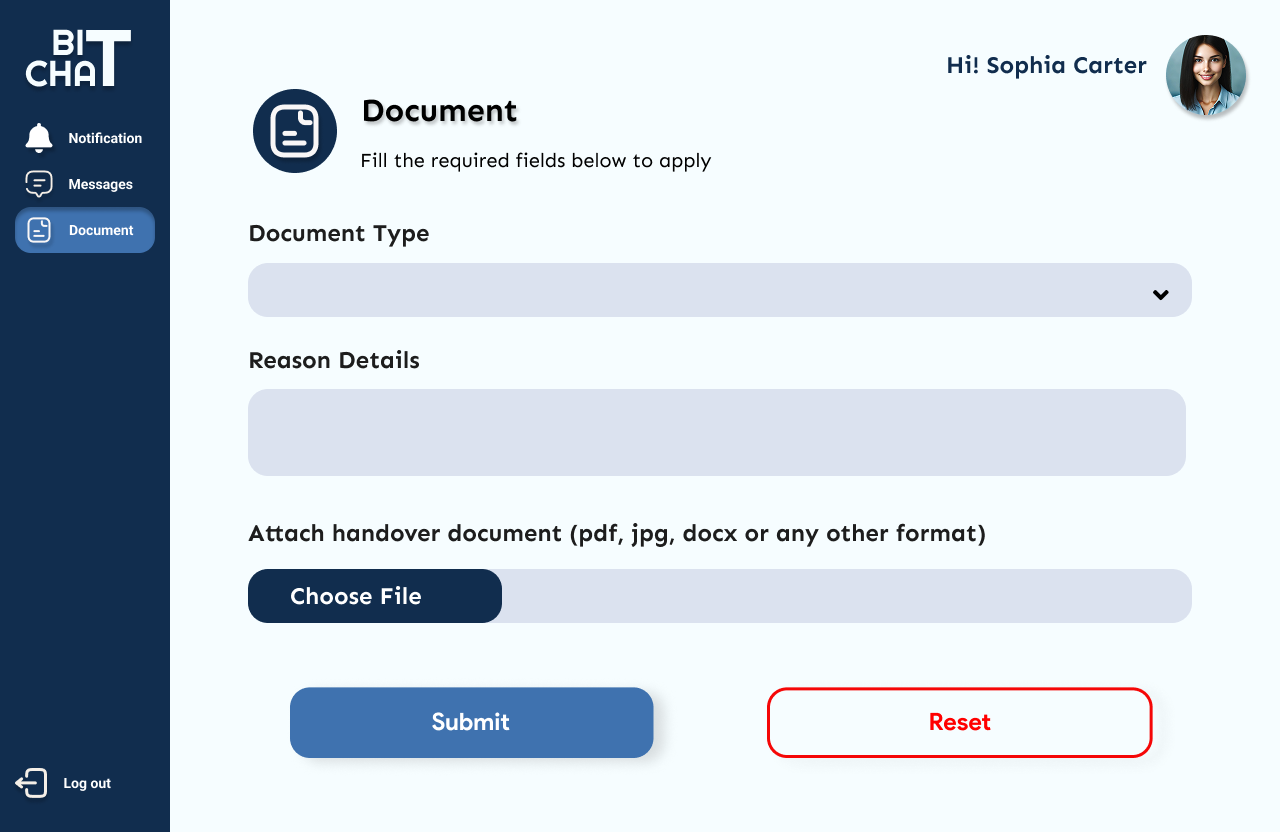 BIT
CHAT
Notification
Messages
Document
Log out
Hi! Sophia Carter
Document
Fill the required fields below to apply
Document Type
Reason Details
Attach handover document (pdf, jpg, docx or any other format)
Choose File
Submit
Reset